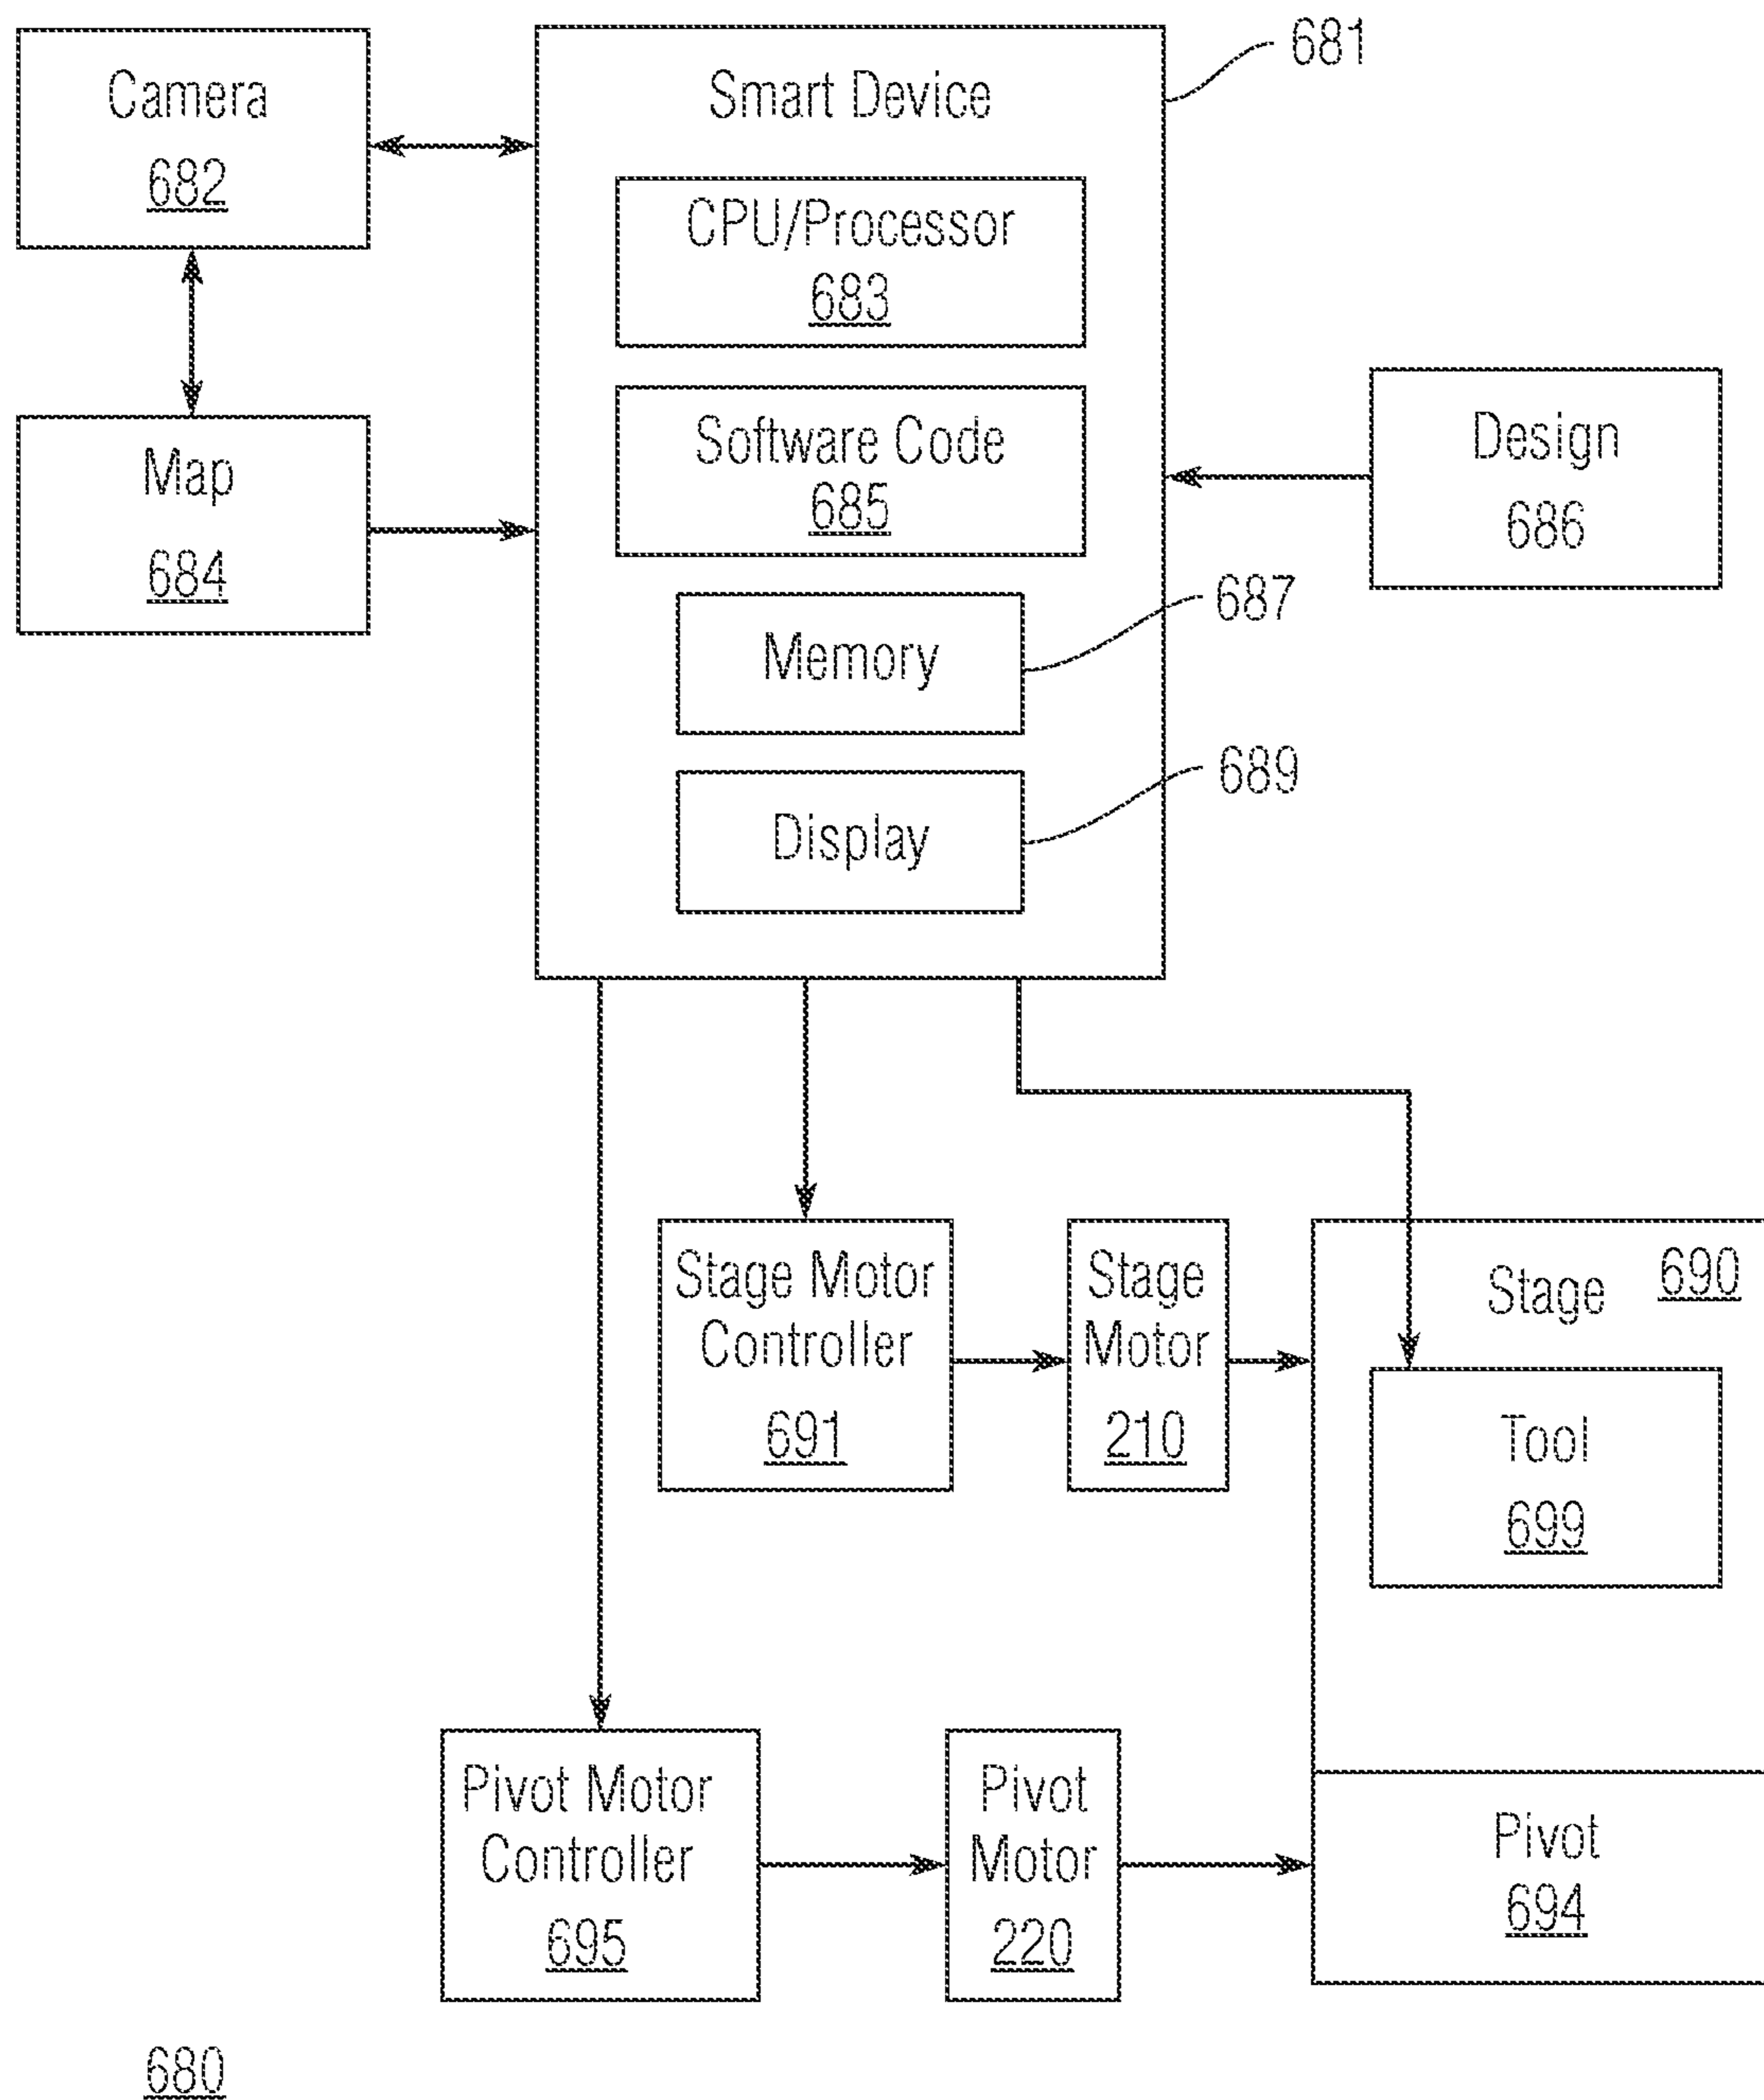 Camera
682
Smart Device
681
CPU/Processor
683
Software Code
685
Map
684
Design
686
Memory
687
Display
689
Stage Motor
Controller
691
Stage
Motor
210
Stage
690
Tool
699
Pivot Motor
Controller
695
Pivot
Motor
220
Pivot
694
680